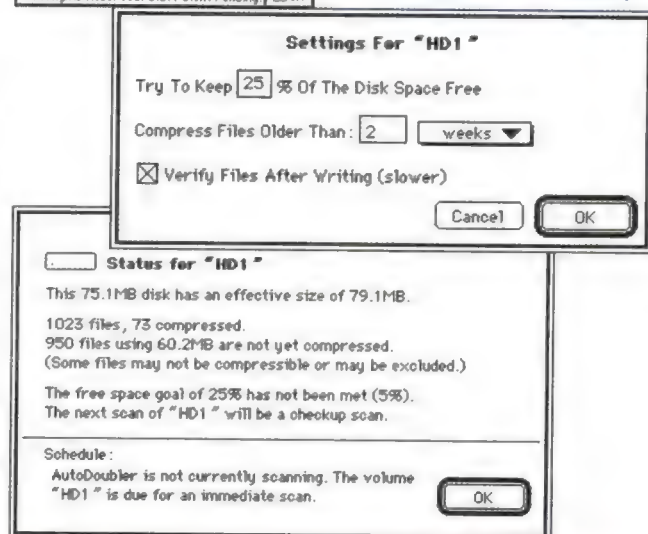 Settings For "HD1"
Try To Keep 25 % Of The Disk Space Free
Compress Files Older Than: 2 weeks
Verify Files After Writing (slower)
Cancel OK
Status for "HD1"
This 75.1MB disk has an effective size of 79.1MB.
1023 files, 73 compressed.
950 files using 60.2MB are not yet compressed.
(Some files may not be compressible or may be excluded.)
The free space goal of 25% has not been met (5%).
The next scan of "HD1" will be a checkup scan.
Schedule:
AutoDoubler is not currently scanning. The volume
"HD1" is due for an immediate scan.
OK